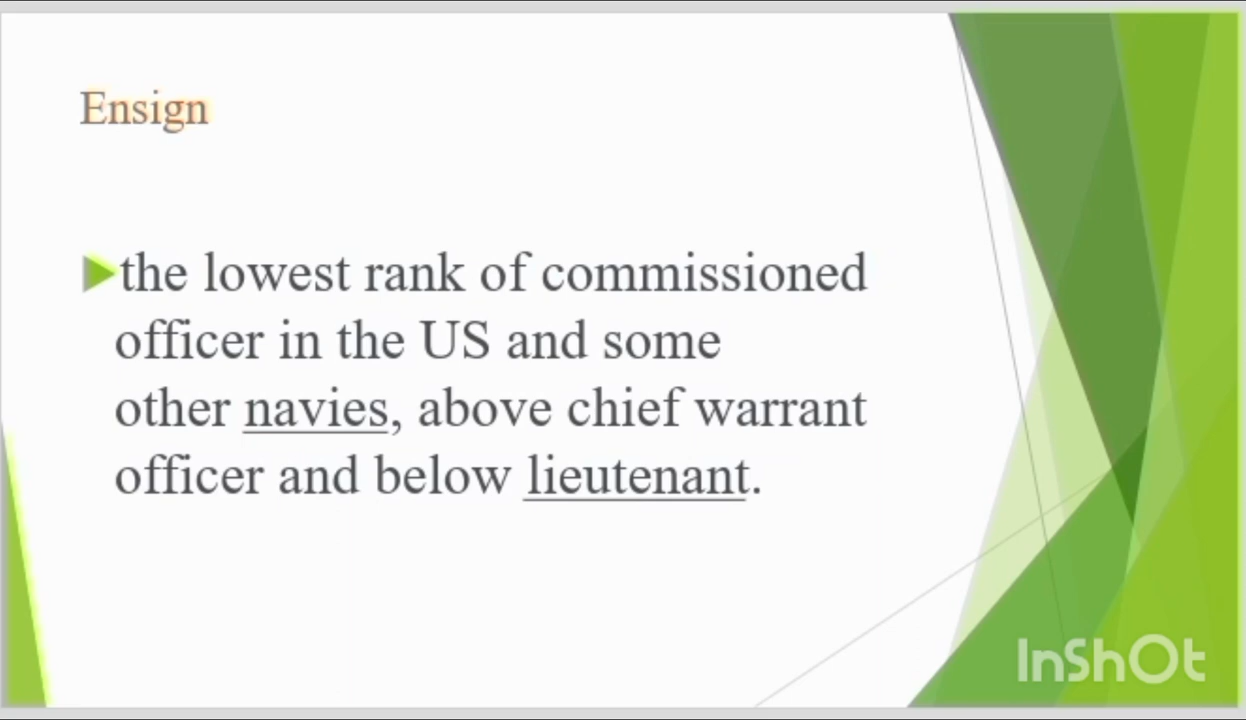 Ensign
the lowest rank of commissioned
officer in the US and some
other navies, above chief warrant
officer and below lieutenant.
InShOt